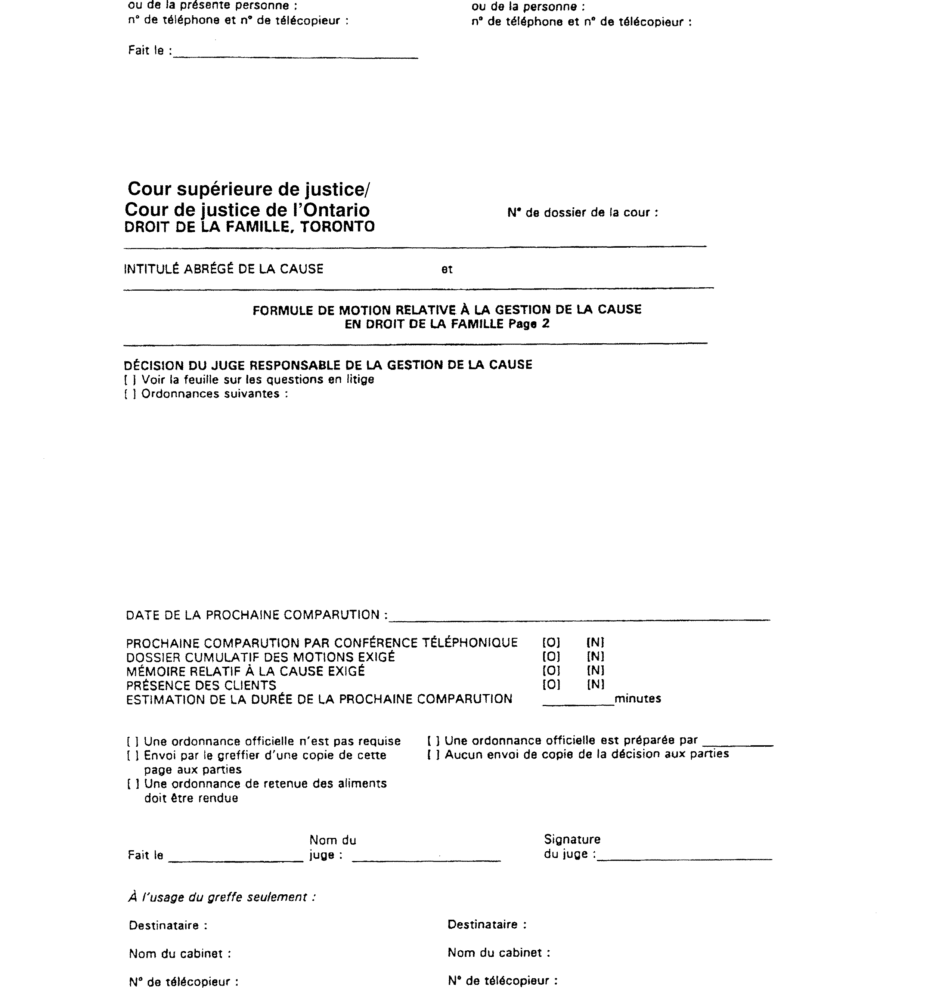 ou de la présente personne :
ou de la personne :
n° de téléphone et n° de télécopieur :
n° de téléphone et n° de télécopieur :
Fait le :
Cour supérieure de justice/
Cour de justice de l'Ontario
N° de dossier de la cour :
DROIT DE LA FAMILLE, TORONTO
INTITULÉ ABRÉGÉ DE LA CAUSE et
FORMULE DE MOTION RELATIVE À LA GESTION DE LA CAUSE
EN DROIT DE LA FAMILLE Page 2
DÉCISION DU JUGE RESPONSABLE DE LA GESTION DE LA CAUSE
[ ] Voir la feuille sur les questions en litige
[ ] Ordonnances suivantes :
DATE DE LA PROCHAINE COMPARUTION :
PROCHAINE COMPARUTION PAR CONFÉRENCE TÉLÉPHONIQUE [O] [N]
DOSSIER CUMULATIF DES MOTIONS EXIGÉ [O] [N]
MÉMOIRE RELATIF À LA CAUSE EXIGÉ [O] [N]
PRÉSENCE DES CLIENTS [O] [N]
ESTIMATION DE LA DURÉE DE LA PROCHAINE COMPARUTION minutes
[ ] Une ordonnance officielle n'est pas requise
[ ] Une ordonnance officielle est préparée par
[ ] Envoi par le greffier d'une copie de cette
page aux parties
[ ] Aucun envoi de copie de la décision aux parties
[ ] Une ordonnance de retenue des aliments
doit être rendue
Fait le
Nom du
juge :
Signature
du juge :
À l'usage du greffe seulement :
Destinataire :
Destinataire :
Nom du cabinet :
Nom du cabinet :
N° de télécopieur :
N° de télécopieur :